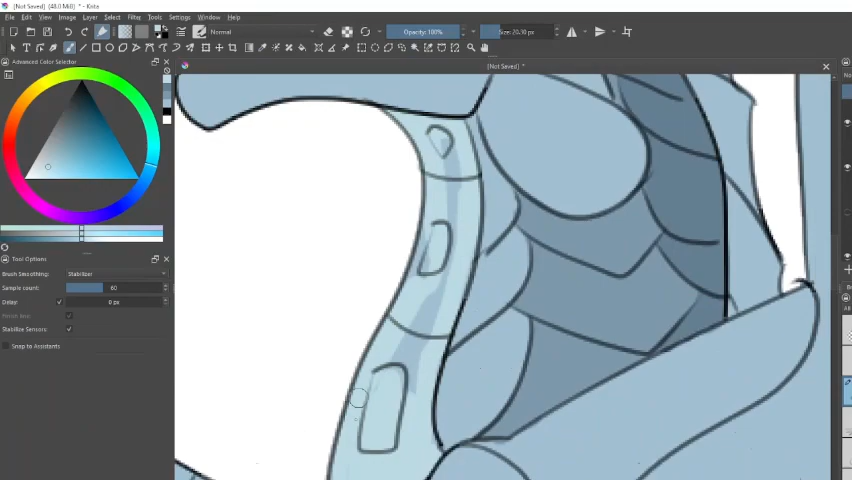 [Not Saved] (48.0 MiB) * - Krita
File Edit View Image Layer Select Filter Tools Settings Window Help
Normal
Opacity: 100%
Size: 20.10 px
Advanced Color Selector
[Not Saved] *
Tool Options
Brush Smoothing:
Stabilizer
Sample count:
60
Delay:
0 px
Finish line:
Stabilize Sensors:
Snap to Assistants